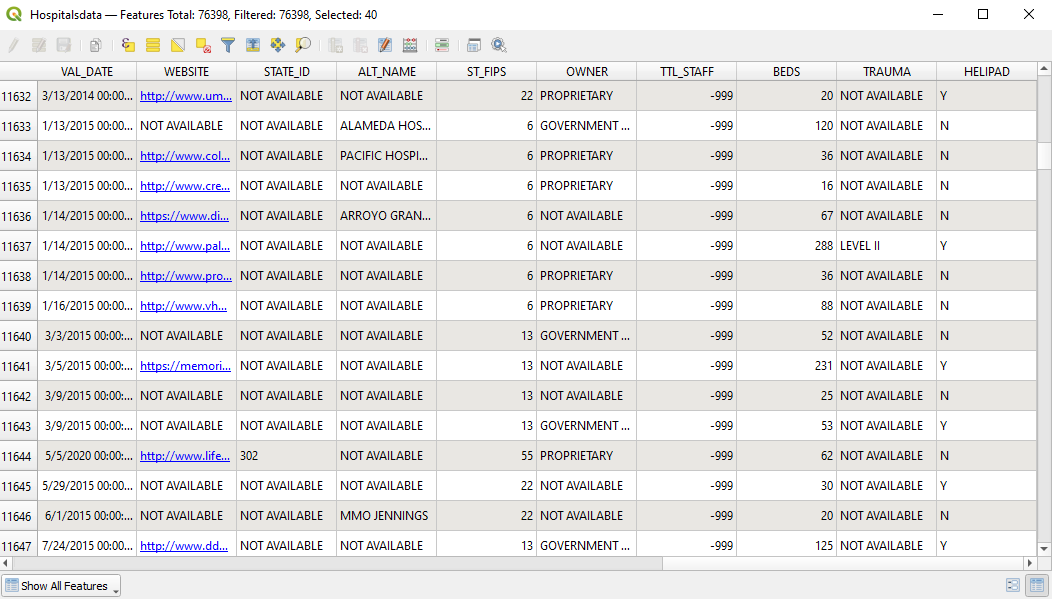 Hospitalsdata — Features Total: 76398, Filtered: 76398, Selected: 40
VAL_DATE WEBSITE STATE_ID ALT_NAME ST_FIPS OWNER TTL_STAFF BEDS TRAUMA HELIPAD
11632 3/13/2014 00:00... http://www.um... NOT AVAILABLE NOT AVAILABLE 22 PROPRIETARY -999 20 NOT AVAILABLE Y
11633 1/13/2015 00:00... NOT AVAILABLE NOT AVAILABLE ALAMEDA HOS... 6 GOVERNMENT ... -999 120 NOT AVAILABLE N
11634 1/13/2015 00:00... http://www.col... NOT AVAILABLE PACIFIC HOSPI... 6 PROPRIETARY -999 36 NOT AVAILABLE N
11635 1/13/2015 00:00... http://www.cre... NOT AVAILABLE NOT AVAILABLE 6 PROPRIETARY -999 16 NOT AVAILABLE N
11636 1/14/2015 00:00... https://www.di... NOT AVAILABLE ARROYO GRAN... 6 NOT AVAILABLE -999 67 NOT AVAILABLE N
11637 1/14/2015 00:00... http://www.pal... NOT AVAILABLE NOT AVAILABLE 6 NOT AVAILABLE -999 288 LEVEL II Y
11638 1/14/2015 00:00... http://www.pro... NOT AVAILABLE NOT AVAILABLE 6 PROPRIETARY -999 36 NOT AVAILABLE N
11639 1/16/2015 00:00... http://www.vh... NOT AVAILABLE NOT AVAILABLE 6 PROPRIETARY -999 88 NOT AVAILABLE N
11640 3/3/2015 00:00:... NOT AVAILABLE NOT AVAILABLE NOT AVAILABLE 13 GOVERNMENT ... -999 52 NOT AVAILABLE N
11641 3/5/2015 00:00:... https://memori... NOT AVAILABLE NOT AVAILABLE 13 NOT AVAILABLE -999 231 NOT AVAILABLE Y
11642 3/9/2015 00:00:... NOT AVAILABLE NOT AVAILABLE NOT AVAILABLE 13 NOT AVAILABLE -999 25 NOT AVAILABLE N
11643 3/9/2015 00:00:... NOT AVAILABLE NOT AVAILABLE NOT AVAILABLE 13 GOVERNMENT ... -999 53 NOT AVAILABLE Y
11644 5/5/2020 00:00:... http://www.life... 302 NOT AVAILABLE 55 PROPRIETARY -999 62 NOT AVAILABLE N
11645 5/29/2015 00:00... NOT AVAILABLE NOT AVAILABLE NOT AVAILABLE 22 NOT AVAILABLE -999 30 NOT AVAILABLE Y
11646 6/1/2015 00:00:... NOT AVAILABLE NOT AVAILABLE MMO JENNINGS 22 NOT AVAILABLE -999 20 NOT AVAILABLE N
11647 7/24/2015 00:00... http://www.dd... NOT AVAILABLE NOT AVAILABLE 13 GOVERNMENT ... -999 125 NOT AVAILABLE Y
Show All Features